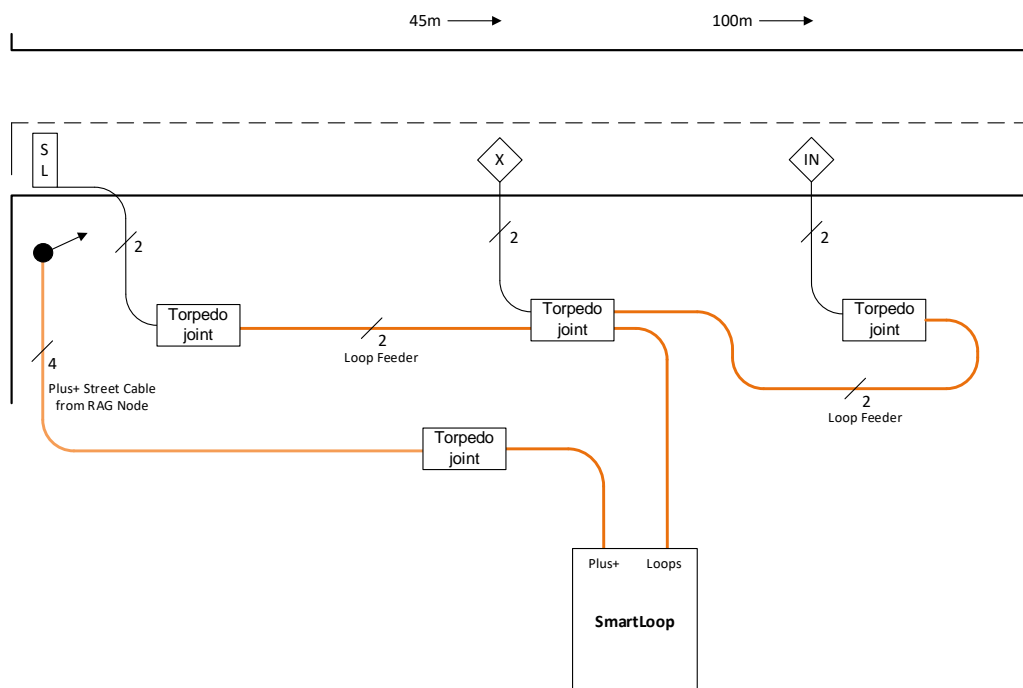 45m
100m
S
L
X
IN
2
2
2
Torpedo
joint
Torpedo
joint
Torpedo
joint
2
Loop Feeder
4
Plus+ Street Cable
from RAG Node
2
Loop Feeder
Torpedo
joint
Plus+
Loops
SmartLoop